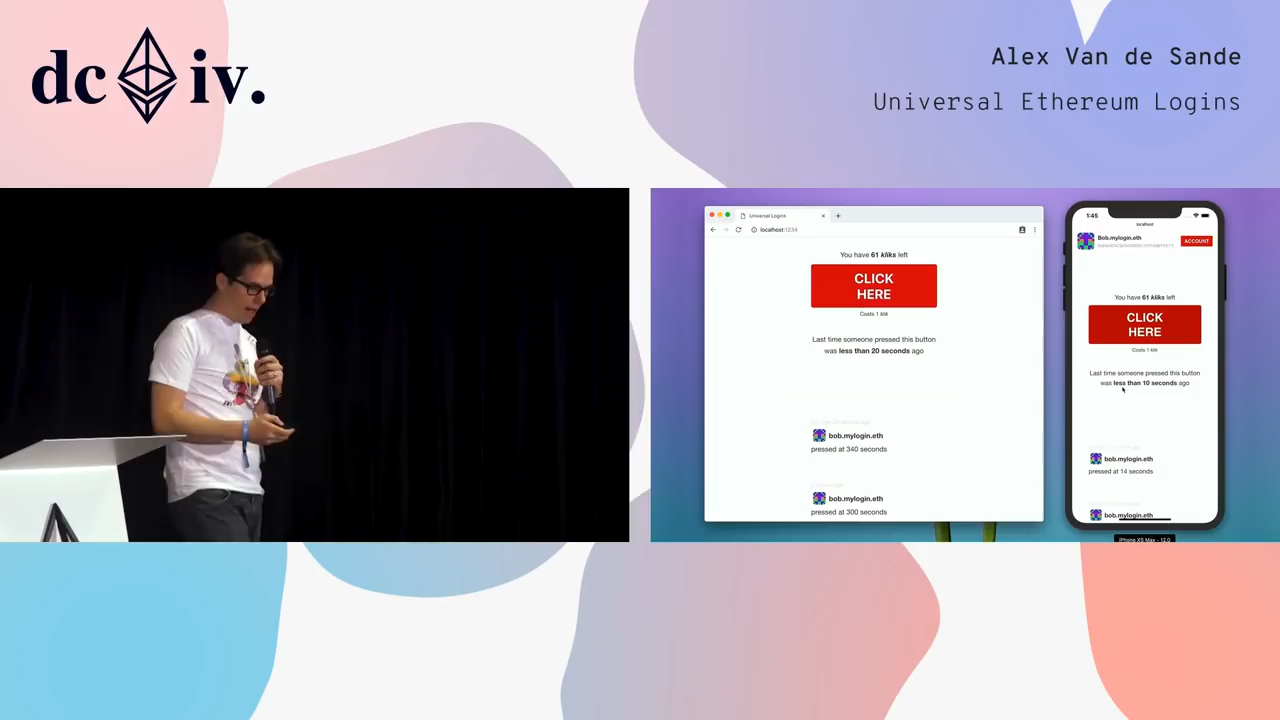 dc iv.
Alex Van de Sande
Universal Ethereum Logins
Universal Logins
localhost:1234
You have 61 kliks left
CLICK
HERE
Costs 1 klik
Last time someone pressed this button
was less than 20 seconds ago
bob.mylogin.eth
pressed at 340 seconds
bob.mylogin.eth
pressed at 300 seconds
1:45
localhost
Bob.mylogin.eth
ACCOUNT
You have 61 kliks left
CLICK
HERE
Costs 1 klik
Last time someone pressed this button
was less than 10 seconds ago
bob.mylogin.eth
pressed at 14 seconds
bob.mylogin.eth
iPhone XS Max - 12.0